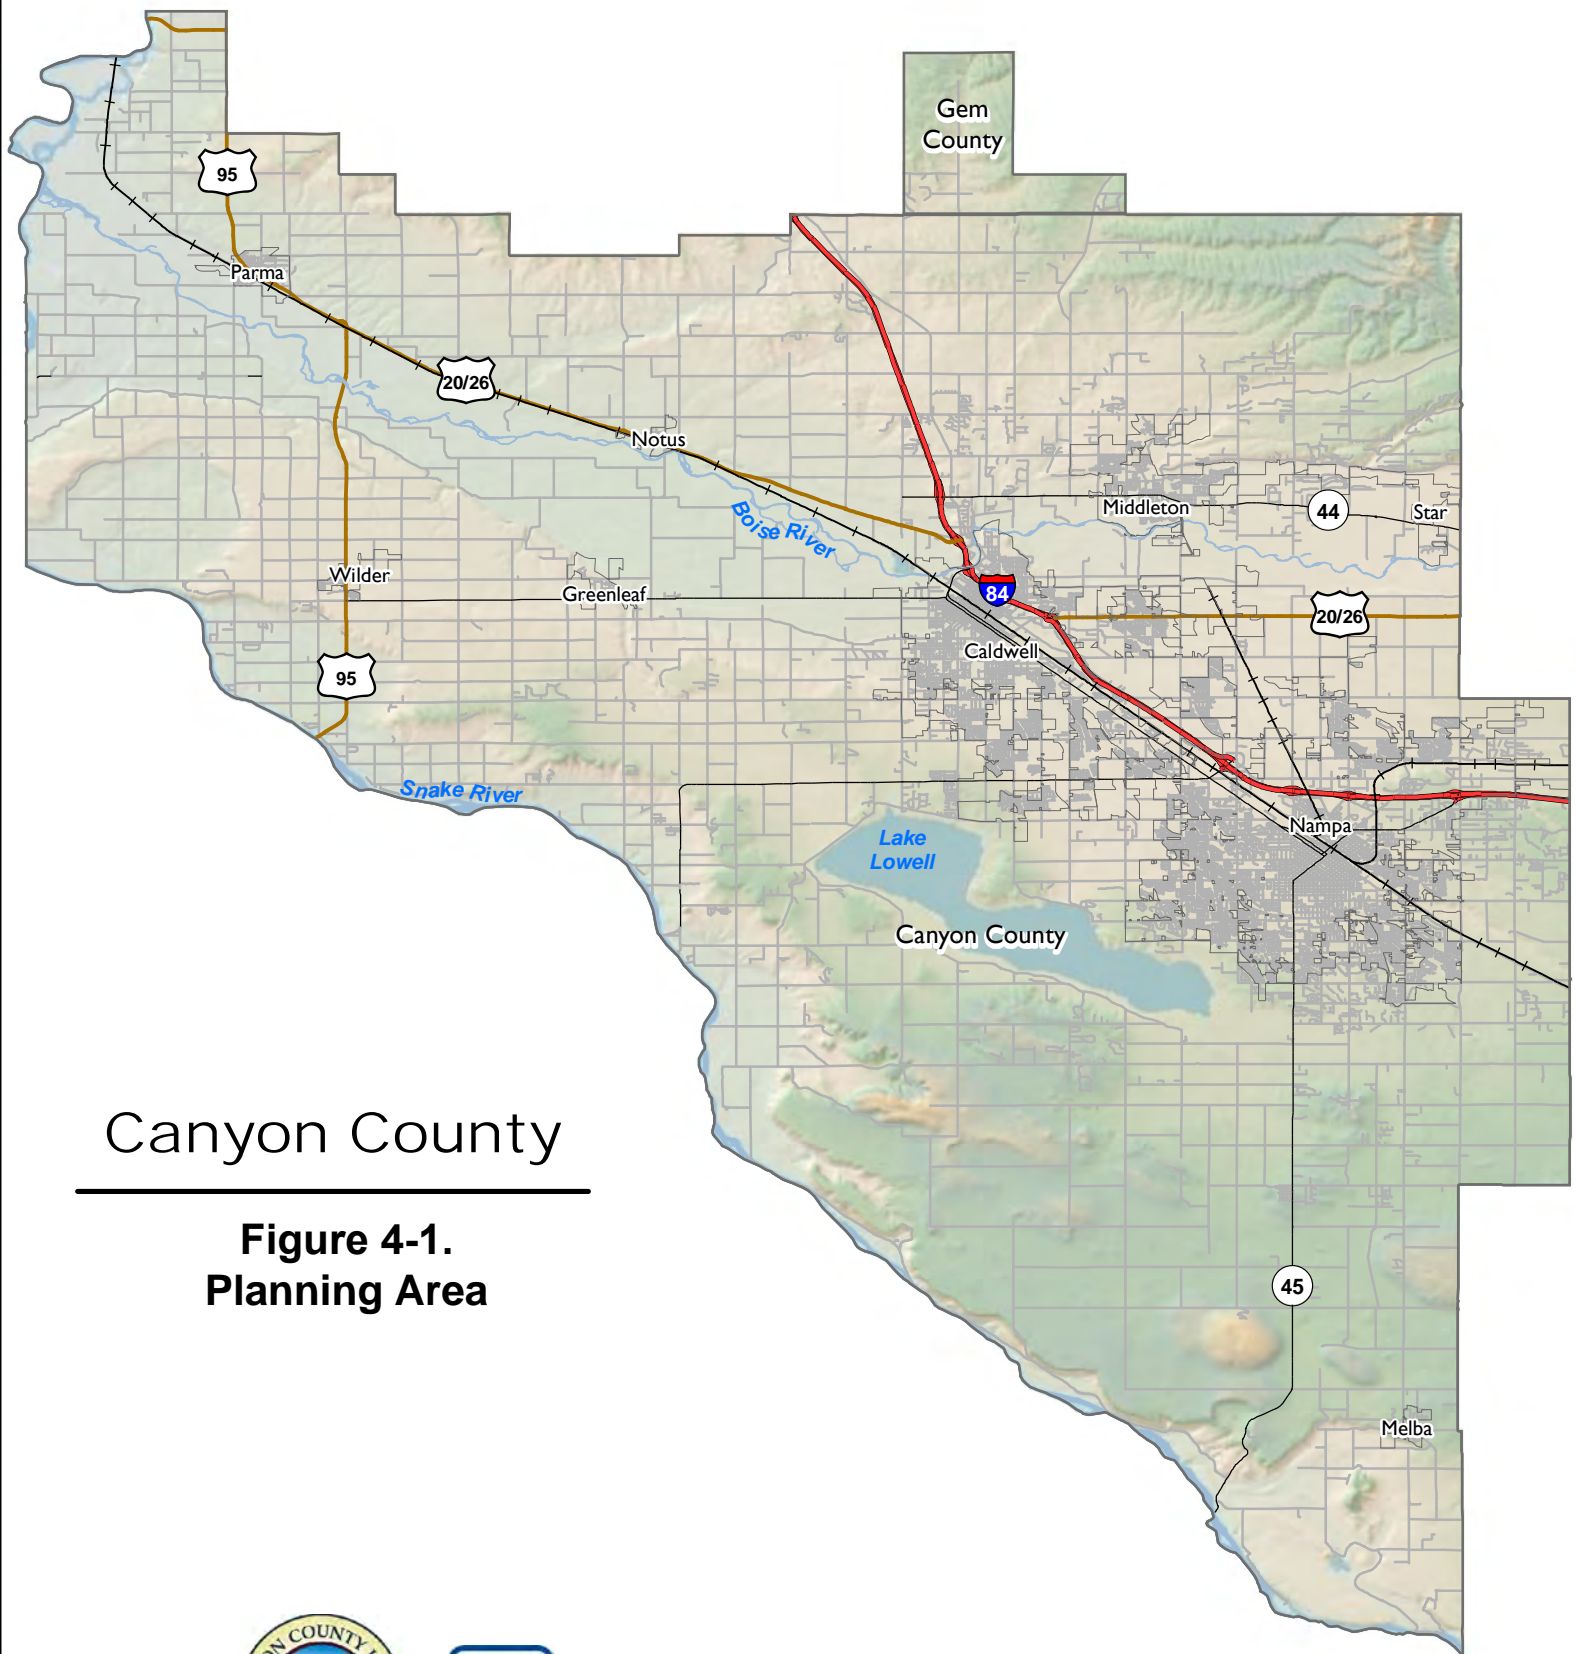 Gem
County
95
Parma
20/26
Notus
Boise River
Middleton
44
Star
Wilder
Greenleaf
84
20/26
Caldwell
95
Snake River
Lake
Lowell
Nampa
Canyon County
Canyon County
Figure 4-1.
Planning Area
45
Melba
COUNTY